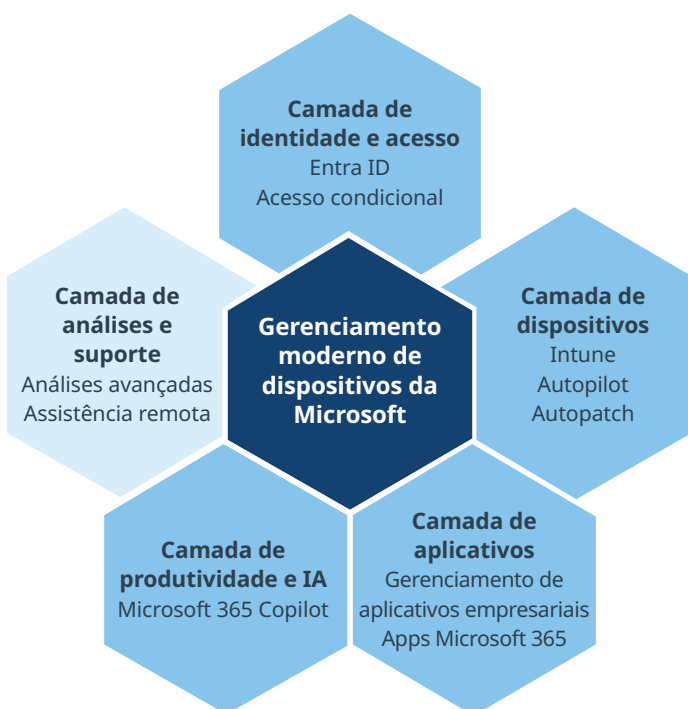 Camada de
identidade e acesso
Entra ID
Acesso condicional
Camada de
análises e
suporte
Análises avançadas
Assistência remota
Gerenciamento
moderno de
dispositivos da
Microsoft
Camada de
dispositivos
Intune
Autopilot
Autopatch
Camada de
produtividade e IA
Microsoft 365 Copilot
Camada de
aplicativos
Gerenciamento de
aplicativos empresariais
Apps Microsoft 365